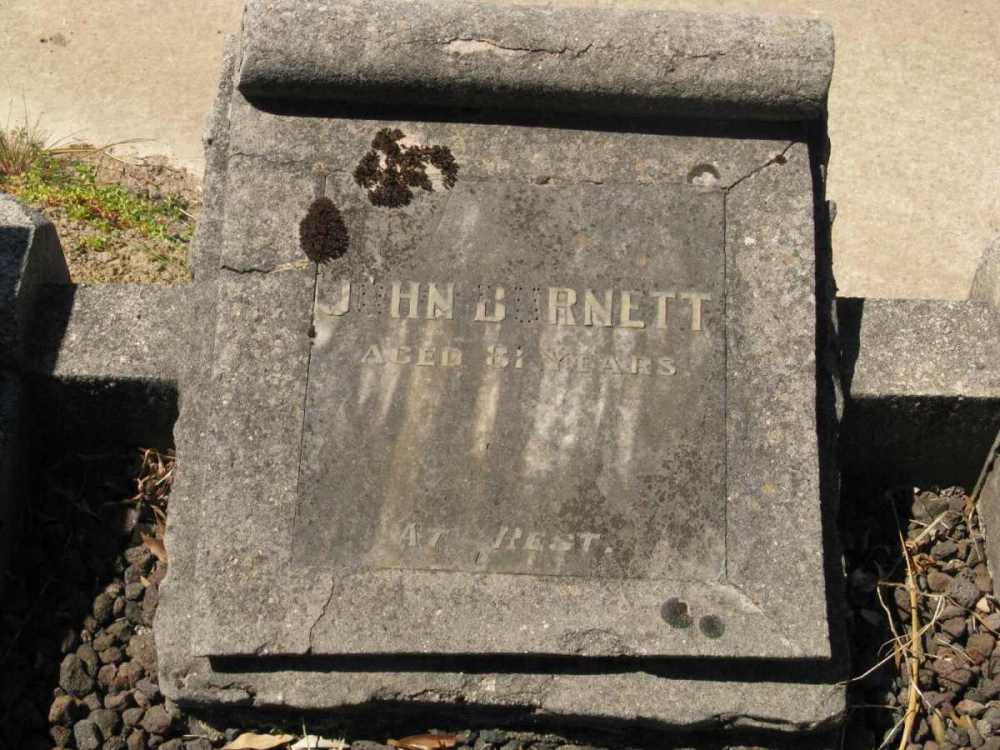 JOHN BURNETT
AGED 81 YEARS
AT REST.